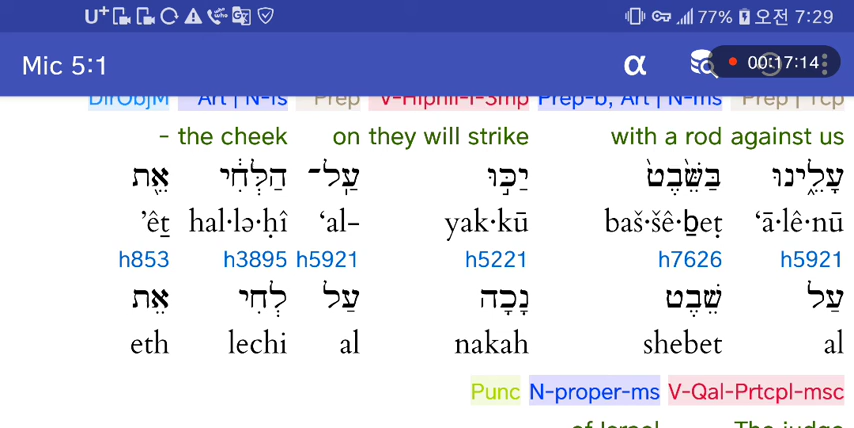 U+ 77% 오전 7:29
Mic 5:1 α 00:17:14
DirObjM Art | N-fs Prep V-Hiphil-I-3mp Prep-b, Art | N-ms Prep | 1cp
- the cheek on they will strike with a rod against us
עָלֵ֑ינוּ בַּשֵּׁ֙בֶט֙ יַכּ֣וּ עַֽל־ הַלְּחִ֔י אֵ֖ת
’êṯ hal·lə·ḥî ‘al- yak·kū baš·šê·ḇeṭ ‘ā·lê·nū
h853 h3895 h5921 h5221 h7626 h5921
עַל שֵׁבֶט נָכָה עַל לְחִי אֵת
eth lechi al nakah shebet al
Punc N-proper-ms V-Qal-Prtcpl-msc
of Israel The judge